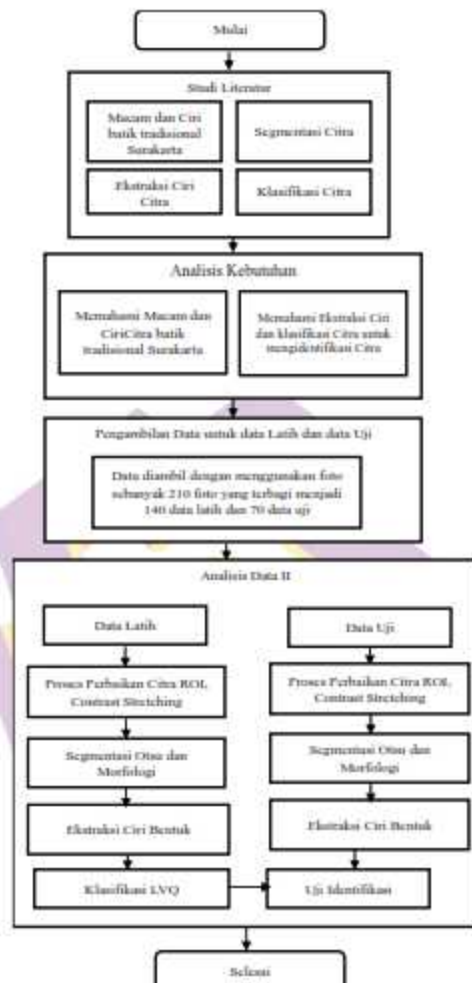 Mulai
Studi Literatur
Macam dan Ciri
batik tradisional
Surakarta
Segmentasi Citra
Ekstraksi Ciri
Citra
Klasifikasi Citra
Analisis Kebutuhan
Memahami Macam dan
CiriCitra batik
tradisional Surakarta
Memahami Ekstraksi Ciri
dan klasifikasi Citra untuk
mengidentifikasi Citra
Pengambilan Data untuk data Latih dan data Uji
Data diambil dengan menggunakan foto
sebanyak 210 foto yang terbagi menjadi
140 data latih dan 70 data uji
Analisis Data II
Data Latih
Proses Perbaikan Citra ROI,
Contrast Stretching
Segmentasi Otsu dan
Morfologi
Ekstraksi Ciri Bentuk
Klasifikasi LVQ
Data Uji
Proses Perbaikan Citra ROI,
Contrast Stretching
Segmentasi Otsu dan
Morfologi
Ekstraksi Ciri Bentuk
Uji Identifikasi
Selesai